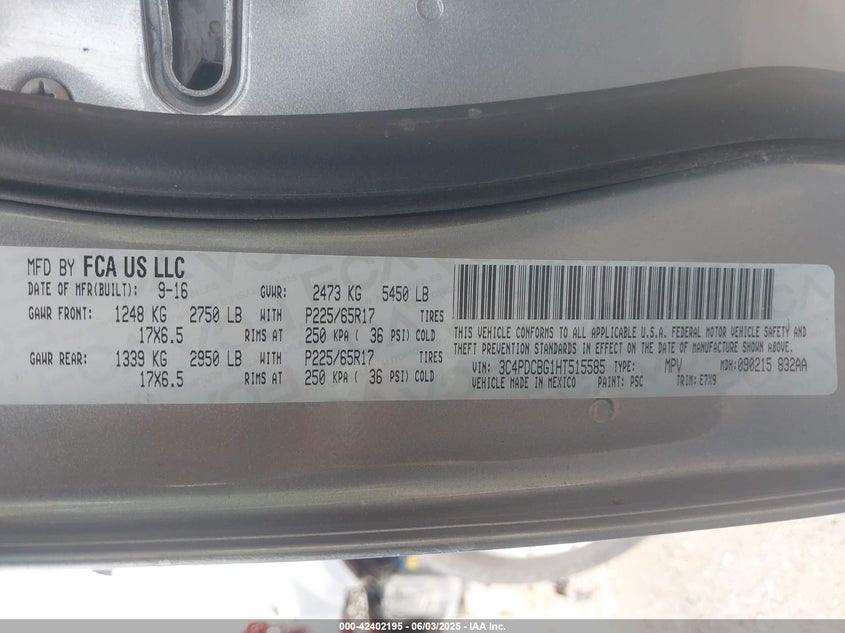 MFD BY FCA US LLC
DATE OF MFR(BUILT): 9-16 GVWR: 2473 KG 5450 LB
GAWR FRONT: 1248 KG 2750 LB WITH P225/65R17 TIRES
17X6.5 RIMS AT 250 KPA ( 36 PSI) COLD
GAWR REAR: 1339 KG 2950 LB WITH P225/65R17 TIRES
17X6.5 RIMS AT 250 KPA ( 36 PSI) COLD
THIS VEHICLE CONFORMS TO ALL APPLICABLE U.S.A. FEDERAL MOTOR VEHICLE SAFETY AND
THEFT PREVENTION STANDARDS IN EFFECT ON THE DATE OF MANUFACTURE SHOWN ABOVE.
VIN: 3C4PDCBG1HT515585 TYPE: MPV MDH: 090215 832AA
VEHICLE MADE IN MEXICO PAINT: PSC TRIM: E7X9
000-42402195 - 06/03/2025 - IAA Inc.